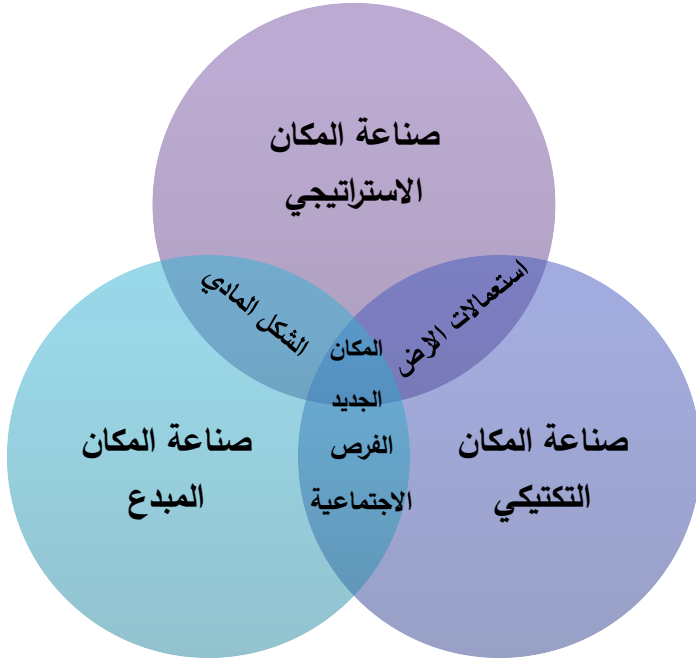 صناعة المكان
الاستراتيجي
استعمالات الارض
الشكل المادي
المكان
الجديد
الفرص
الاجتماعية
صناعة المكان
التكتيكي
صناعة المكان
المبدع